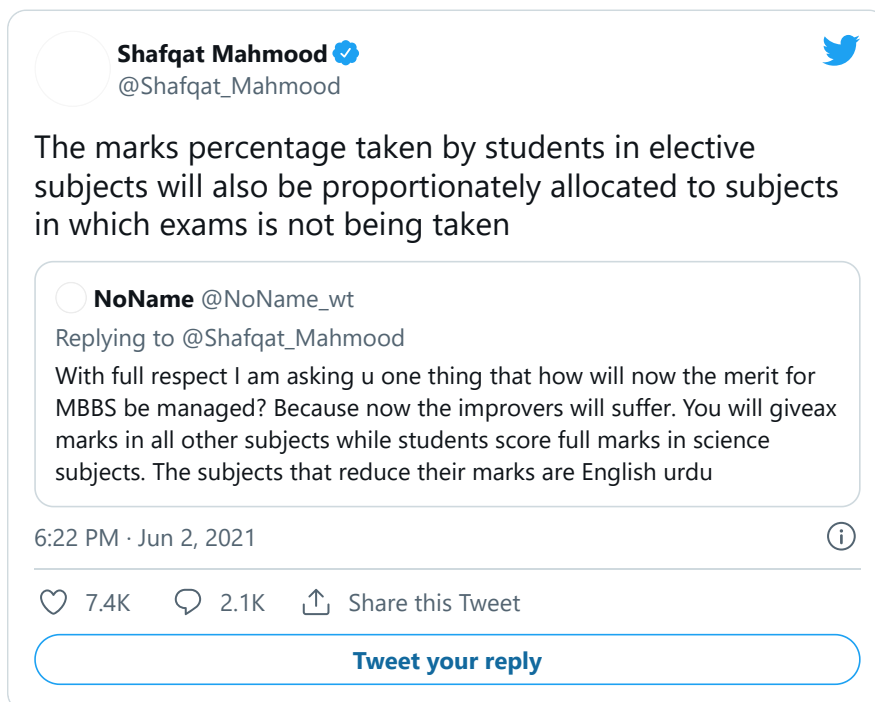 Shafqat Mahmood
@Shafqat_Mahmood
The marks percentage taken by students in elective
subjects will also be proportionately allocated to subjects
in which exams is not being taken
NoName @NoName_wt
Replying to @Shafqat_Mahmood
With full respect I am asking u one thing that how will now the merit for
MBBS be managed? Because now the improvers will suffer. You will giveax
marks in all other subjects while students score full marks in science
subjects. The subjects that reduce their marks are English urdu
6:22 PM · Jun 2, 2021
7.4K 2.1K Share this Tweet
Tweet your reply